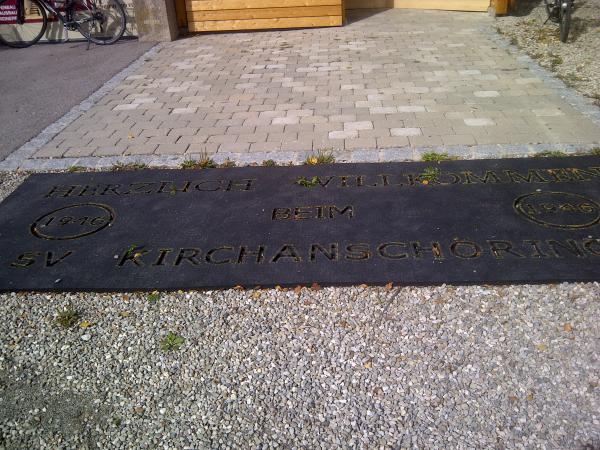 HERZLICH WILLKOMMEN
1946 BEIM 1946
SV KIRCHANSCHÖRING